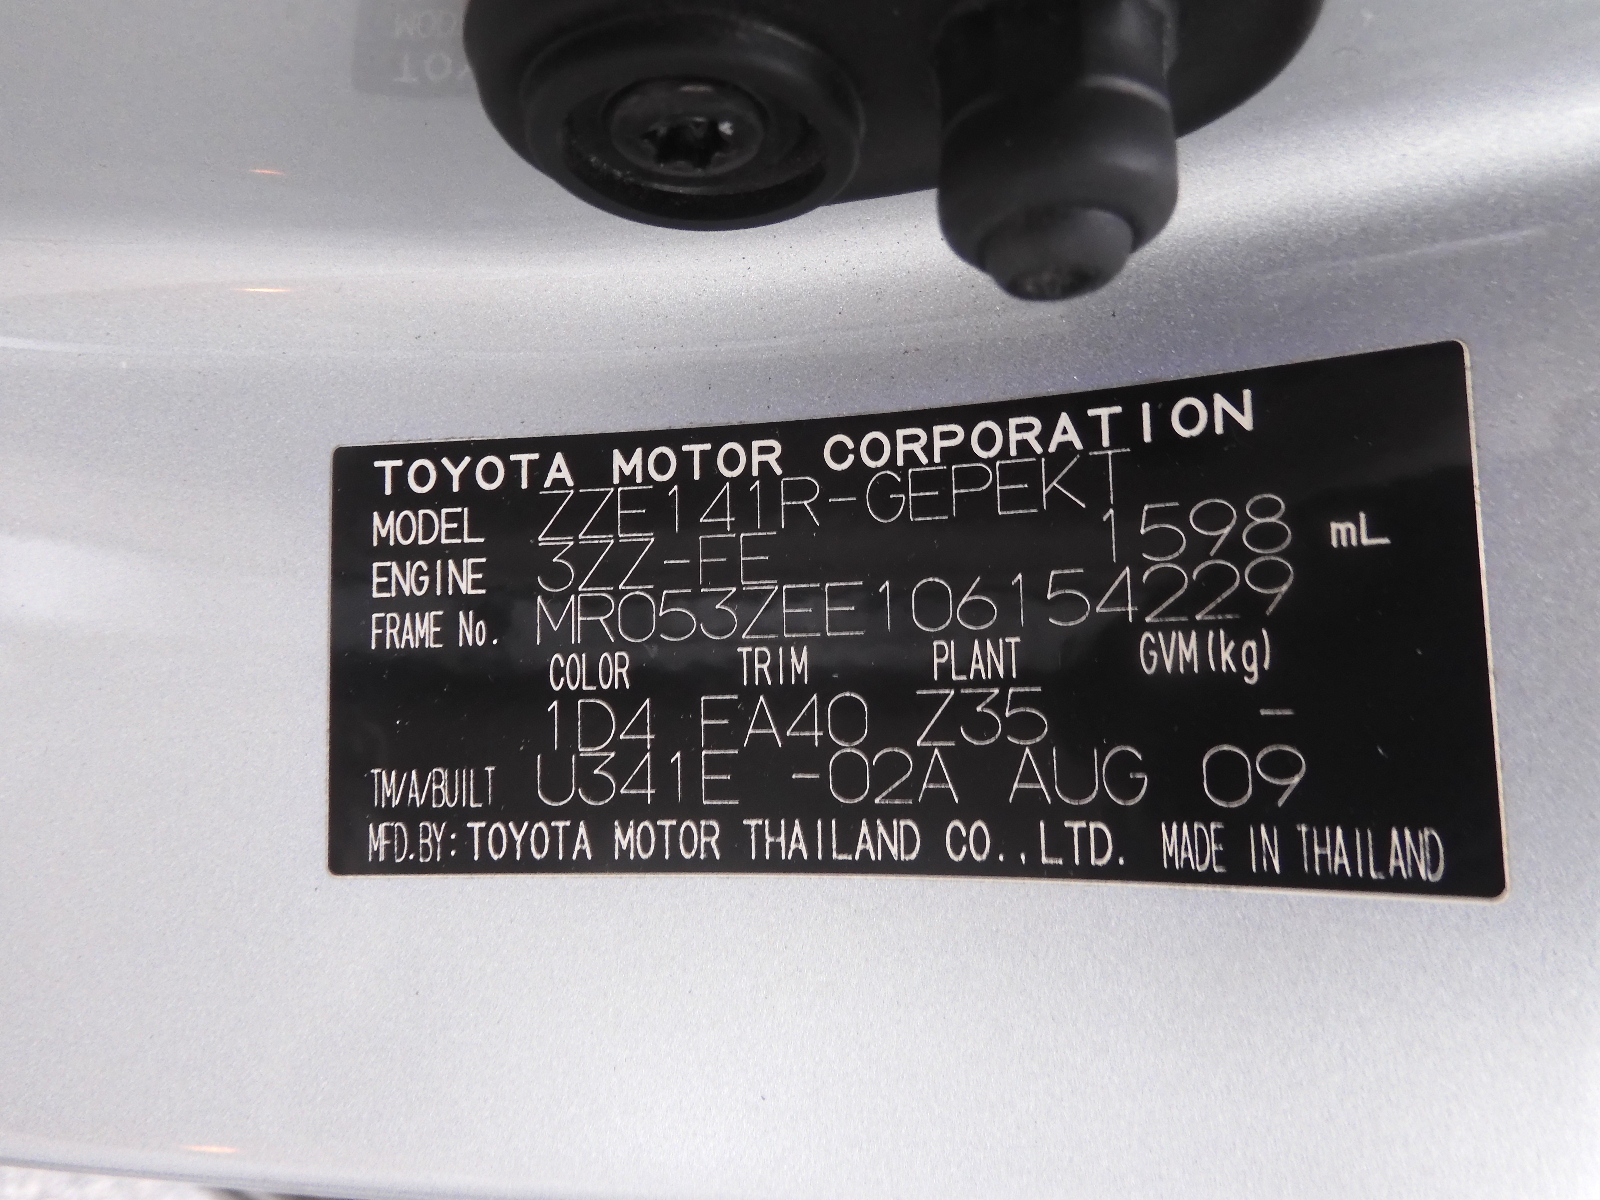 TOYOTA MOTOR CORPORATION
MODEL ZZE141R-GEPEKT
ENGINE 3ZZ-FE 1598 mL
FRAME No. MR053ZEE106154229
COLOR TRIM PLANT GVM(kg)
1D4 FA40 Z35 -
TM/A/BUILT U341E -02A AUG 09
MFD.BY: TOYOTA MOTOR THAILAND CO.,LTD. MADE IN THAILAND